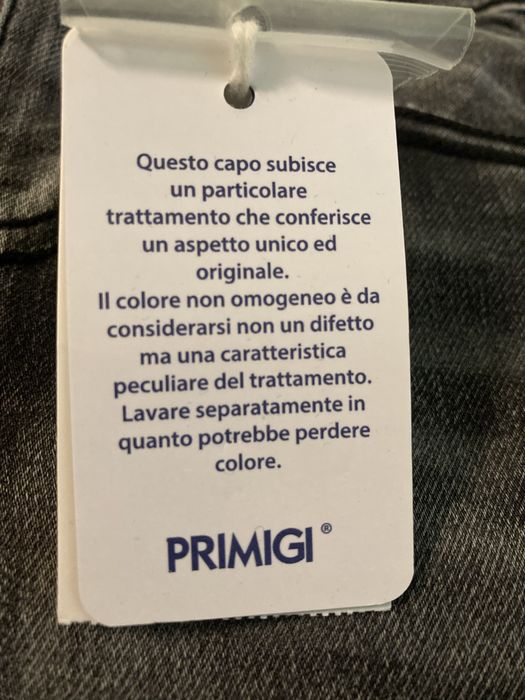 Questo capo subisce
un particolare
trattamento che conferisce
un aspetto unico ed
originale.
Il colore non omogeneo è da
considerarsi non un difetto
ma una caratteristica
peculiare del trattamento.
Lavare separatamente in
quanto potrebbe perdere
colore.
PRIMIGI®